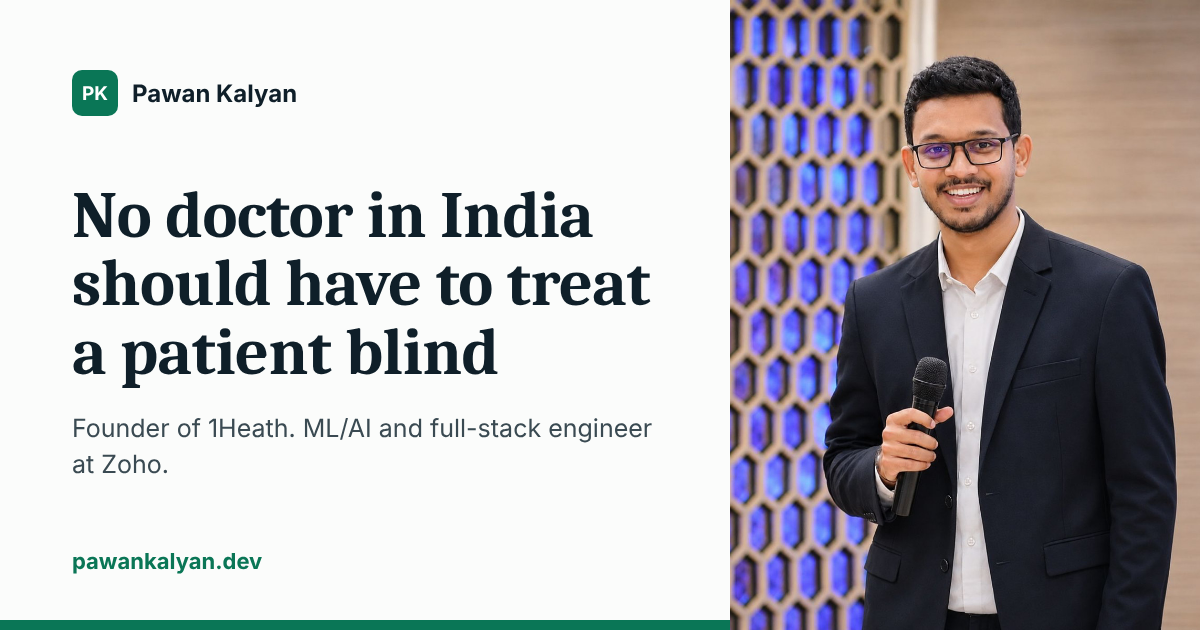 PK
Pawan Kalyan
No doctor in India
should have to treat
a patient blind
Founder of 1Heath. ML/AI and full-stack engineer
at Zoho.
pawankalyan.dev